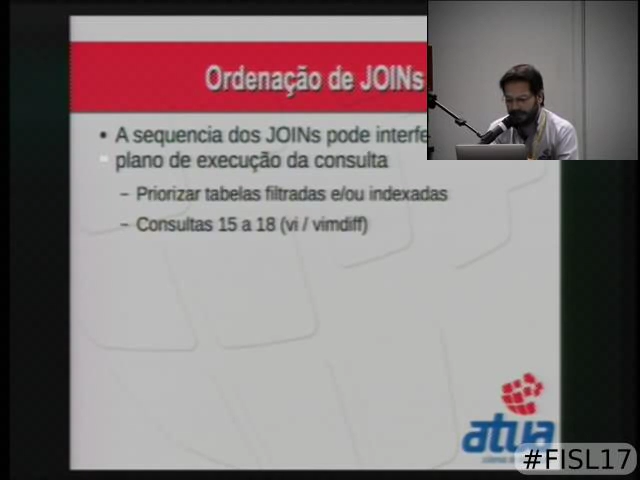 Ordenação de JOINs
• A sequencia dos JOINs pode interfe
plano de execução da consulta
– Priorizar tabelas filtradas e/ou indexadas
– Consultas 15 a 18 (vi / vimdiff)
atua
#FISL17